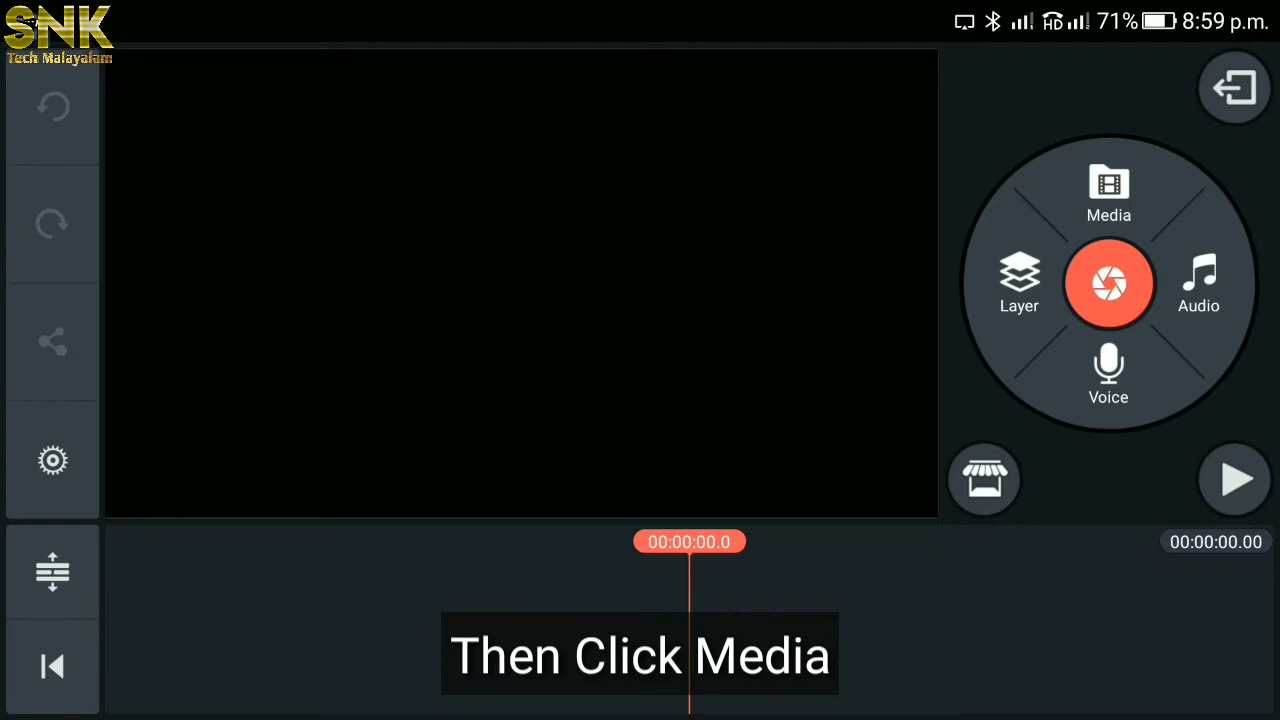 SNK
Tech Malayalam
HD
71%
8:59 p.m.
Media
Layer
Audio
Voice
00:00:00.0
00:00:00.00
Then Click Media